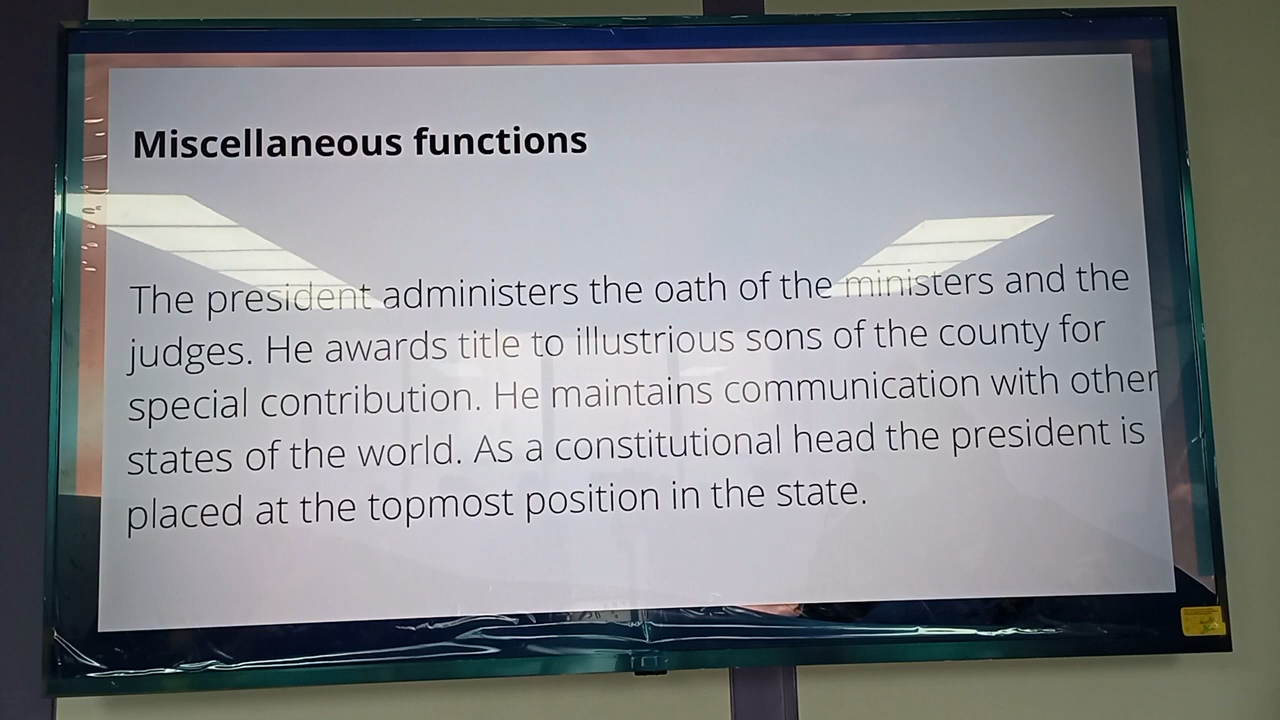 Miscellaneous functions
The president administers the oath of the ministers and the
judges. He awards title to illustrious sons of the county for
special contribution. He maintains communication with other
states of the world. As a constitutional head the president is
placed at the topmost position in the state.